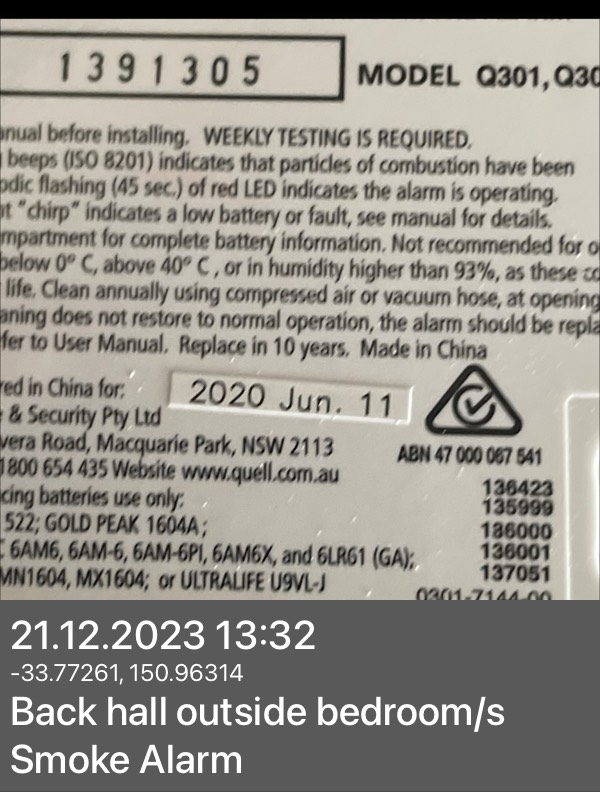 1391305
MODEL Q301, Q30
anual before installing. WEEKLY TESTING IS REQUIRED.
beeps (ISO 8201) indicates that particles of combustion have been
odic flashing (45 sec.) of red LED indicates the alarm is operating.
nt "chirp" indicates a low battery or fault, see manual for details.
mpartment for complete battery information. Not recommended for o
below 0° C, above 40° C , or in humidity higher than 93%, as these co
life. Clean annually using compressed air or vacuum hose, at opening
aning does not restore to normal operation, the alarm should be repla
fer to User Manual. Replace in 10 years. Made in China
red in China for:
2020 Jun. 11
& Security Pty Ltd
vera Road, Macquarie Park, NSW 2113
1800 654 435 Website www.quell.com.au
ABN 47 000 067 541
cing batteries use only:
522; GOLD PEAK 1604A;
6AM6, 6AM-6, 6AM-6PI, 6AM6X, and 6LR61 (GA);
MN1604, MX1604; or ULTRALIFE U9VL-J
136423
135999
136000
136001
137051
0301-7144-00
21.12.2023 13:32
-33.77261, 150.96314
Back hall outside bedroom/s
Smoke Alarm